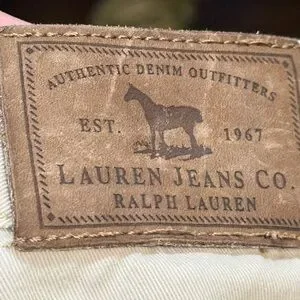 AUTHENTIC DENIM OUTFITTERS
EST. 1967
LAUREN JEANS CO.
RALPH LAUREN